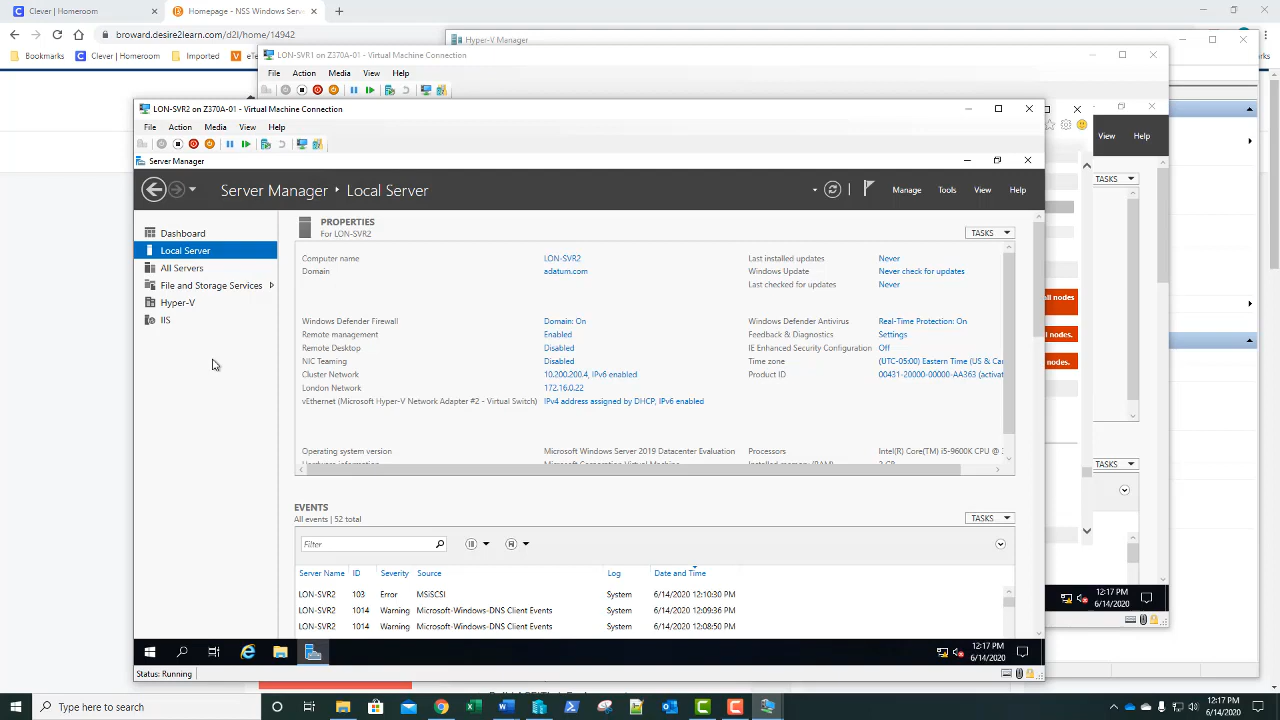 Clever | Homeroom
Homepage - NSS Windows Serv
broward.desire2learn.com/d2l/home/14942
Hyper-V Manager
Bookmarks
Clever | Homeroom
Imported
LON-SVR1 on Z370A-01 - Virtual Machine Connection
File Action Media View Help
LON-SVR2 on Z370A-01 - Virtual Machine Connection
File Action Media View Help
View Help
Server Manager
Server Manager Local Server
Manage Tools View Help
TASKS
Dashboard
Local Server
All Servers
File and Storage Services
Hyper-V
IIS
PROPERTIES
For LON-SVR2
TASKS
Computer name LON-SVR2 Last installed updates Never
Domain adatum.com Windows Update Never check for updates
Last checked for updates Never
Windows Defender Firewall Domain: On Windows Defender Antivirus Real-Time Protection: On
Remote management Enabled Feedback & Diagnostics Settings
Remote Desktop Disabled IE Enhanced Security Configuration Off
NIC Teaming Disabled Time zone (UTC-05:00) Eastern Time (US & Car
Cluster Network 10.200.200.4, IPv6 enabled Product ID 00431-20000-00000-AA363 (activat
London Network 172.16.0.22
vEthernet (Microsoft Hyper-V Network Adapter #2 - Virtual Switch) IPv4 address assigned by DHCP, IPv6 enabled
Operating system version Microsoft Windows Server 2019 Datacenter Evaluation Processors Intel(R) Core(TM) i5-9600K CPU @ 3
all nodes
nodes.
nodes.
TASKS
EVENTS
All events | 52 total
TASKS
Filter
Server Name ID Severity Source Log Date and Time
LON-SVR2 103 Error MSiSCSI System 6/14/2020 12:10:30 PM
LON-SVR2 1014 Warning Microsoft-Windows-DNS Client Events System 6/14/2020 12:09:36 PM
LON-SVR2 1014 Warning Microsoft-Windows-DNS Client Events System 6/14/2020 12:08:50 PM
12:17 PM
6/14/2020
12:17 PM
6/14/2020
Status: Running
Type here to search
12:17 PM
6/14/2020